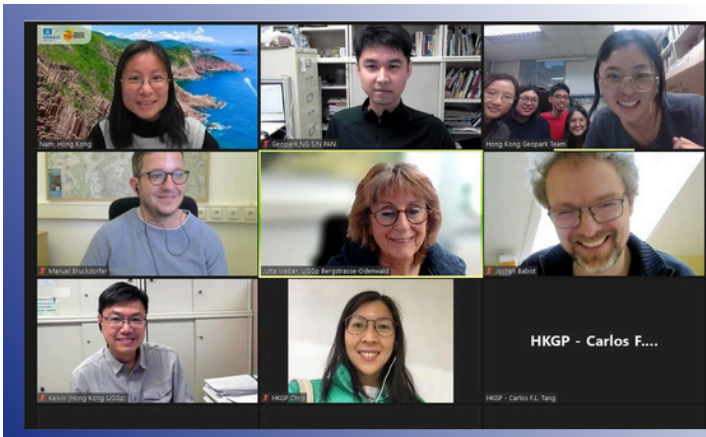 Nam, Hong Kong
Geopark NG SIN PAN
Hong Kong Geopark Team
Manuel Bruckdorfer
Jutta Weber, UGGp Bergstrasse-Odenwald
Jochen Babist
HKGP - Carlos F....
Kelvin (Hong Kong UGGp)
HKGP Chris
HKGP - Carlos F.L. Tang